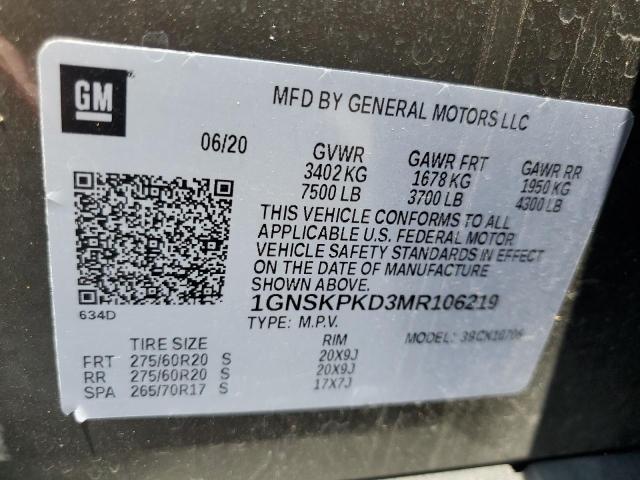 GM
MFD BY GENERAL MOTORS LLC
06/20 GVWR GAWR FRT GAWR RR
3402 KG 1678 KG 1950 KG
7500 LB 3700 LB 4300 LB
THIS VEHICLE CONFORMS TO ALL
APPLICABLE U.S. FEDERAL MOTOR
VEHICLE SAFETY STANDARDS IN EFFECT
ON THE DATE OF MANUFACTURE
SHOWN ABOVE.
634D 1GNSKPKD3MR106219
TYPE: M.P.V. MODEL:
TIRE SIZE RIM
FRT 275/60R20 S 20X9J
RR 275/60R20 S 20X9J
SPA 265/70R17 S 17X7J